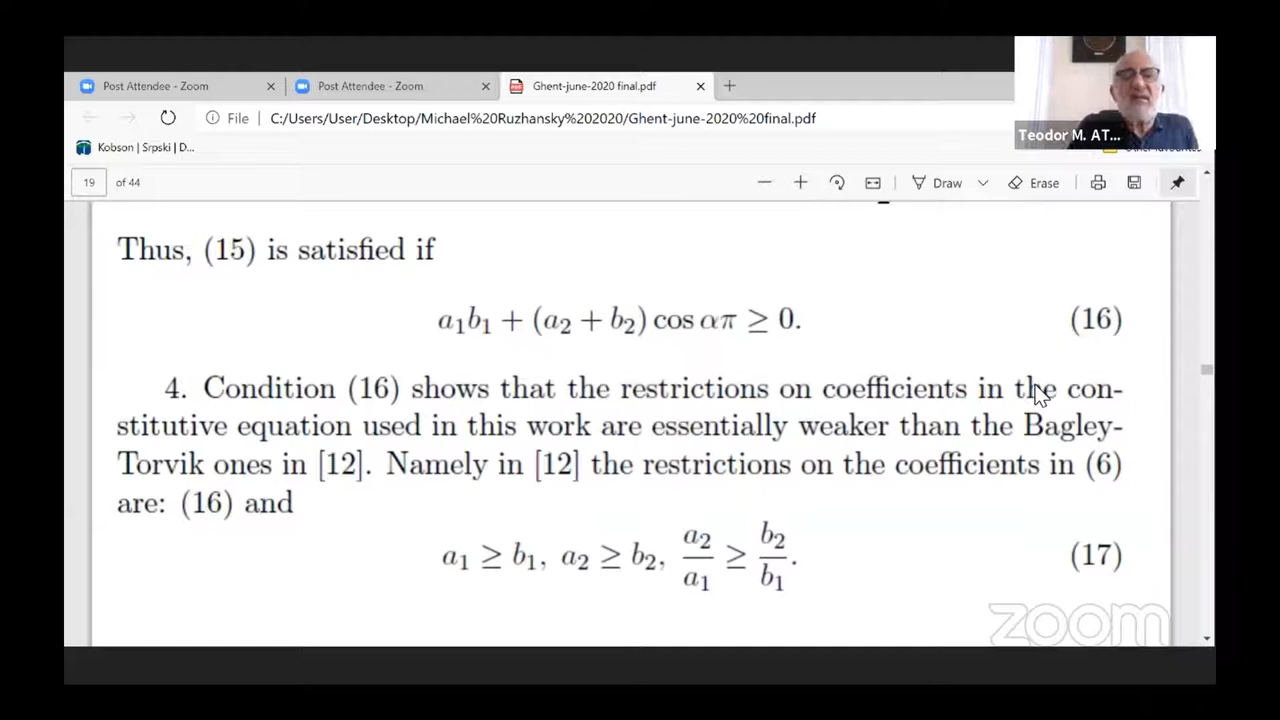 Post Attendee - Zoom
Post Attendee - Zoom
Ghent-june-2020 final.pdf
File
C:/Users/User/Desktop/Michael%20Ruzhansky%202020/Ghent-june-2020%20final.pdf
Teodor M. AT...
Kobson | Srpski | D...
19 of 44
Draw
Erase
Thus, (15) is satisfied if
a₁b₁ + (a₂ + b₂) cos απ ≥ 0. (16)
4. Condition (16) shows that the restrictions on coefficients in the con-
stitutive equation used in this work are essentially weaker than the Bagley-
Torvik ones in [12]. Namely in [12] the restrictions on the coefficients in (6)
are: (16) and
a₁ ≥ b₁, a₂ ≥ b₂, a₂/a₁ ≥ b₂/b₁. (17)
zoom